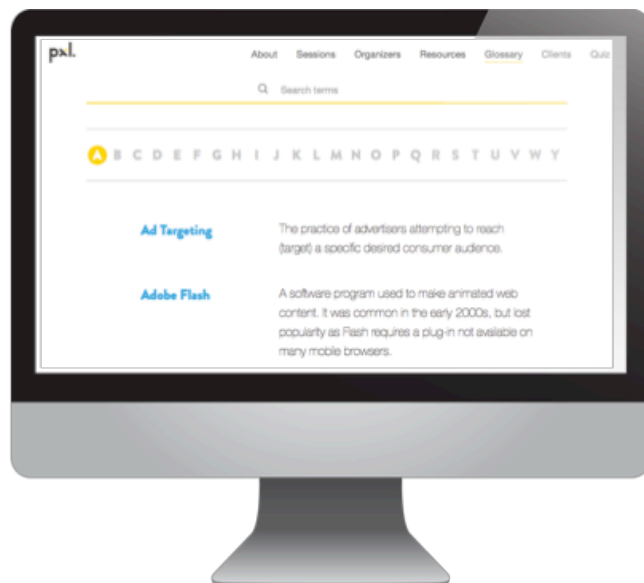 pxl.
About Sessions Organizers Resources Glossary Clients Quiz
Search terms
A B C D E F G H I J K L M N O P Q R S T U V W Y
Ad Targeting
The practice of advertisers attempting to reach
(target) a specific desired consumer audience.
Adobe Flash
A software program used to make animated web
content. It was common in the early 2000s, but lost
popularity as Flash requires a plug-in not available on
many mobile browsers.